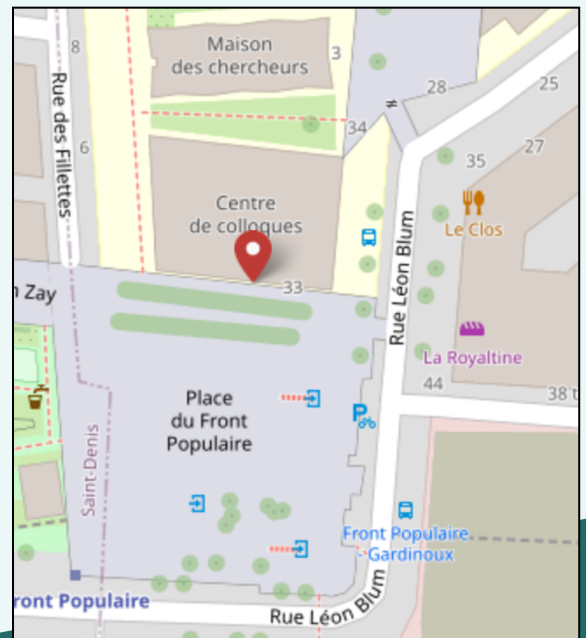 Maison
des chercheurs
3
8
28
25
34
27
35
Rue des Fillettes
6
Centre
de colloques
Le Clos
33
n Zay
Rue Léon Blum
La Royaltine
44
38 t
Place
du Front
Populaire
P
Saint-Denis
Front Populaire
- Gardinoux
ront Populaire
Rue Léon Blum